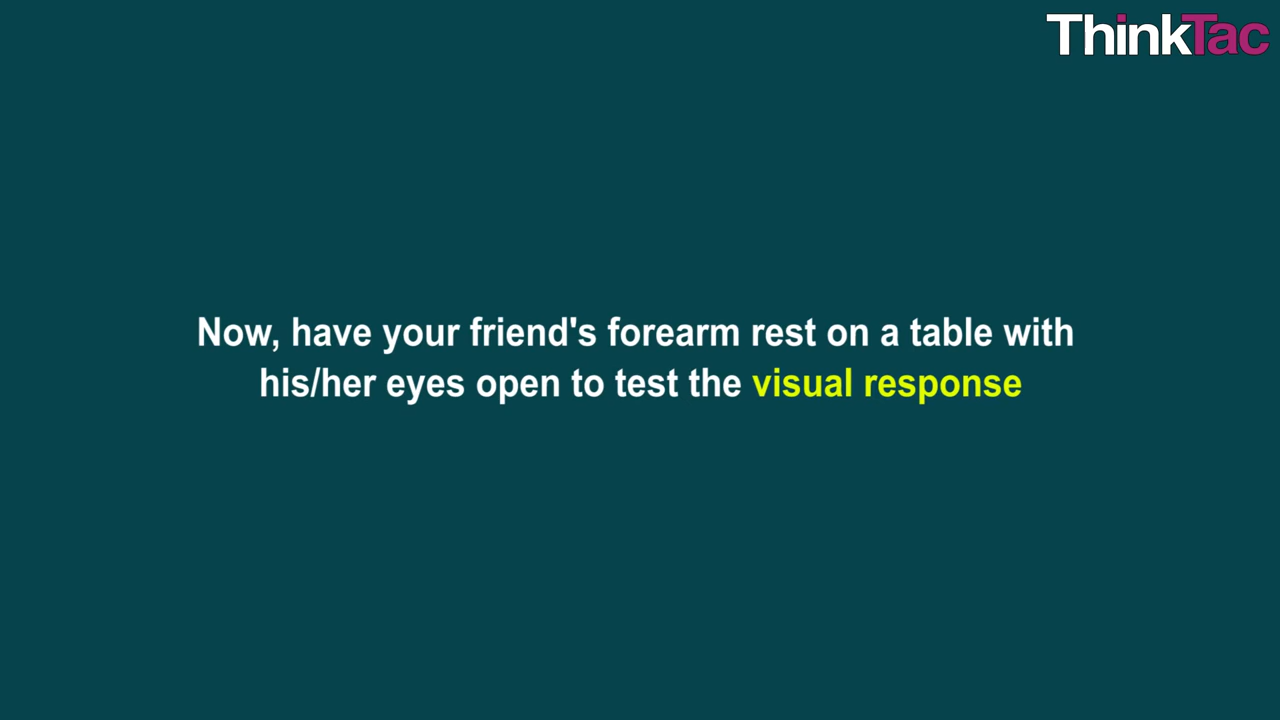 ThinkTac
Now, have your friend's forearm rest on a table with
his/her eyes open to test the visual response